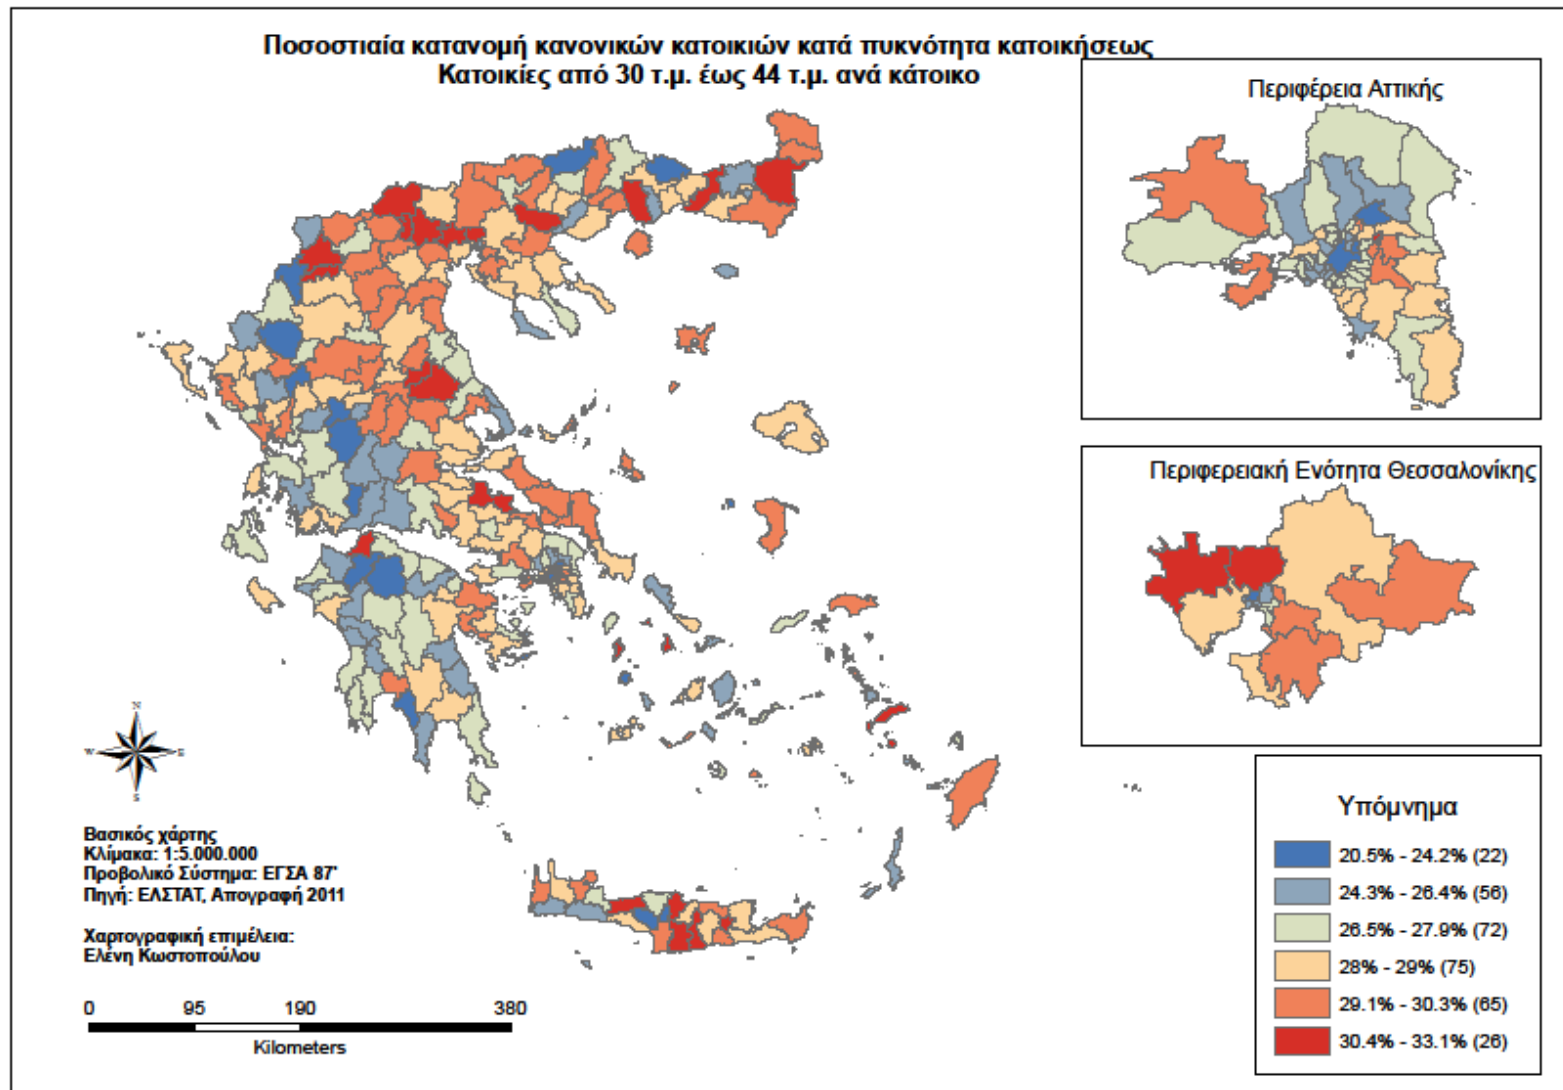 Ποσοστιαία κατανομή κανονικών κατοικιών κατά πυκνότητα κατοικήσεως
Κατοικίες από 30 τ.μ. έως 44 τ.μ. ανά κάτοικο
Περιφέρεια Αττικής
Περιφερειακή Ενότητα Θεσσαλονίκης
N
W E
S
Βασικός χάρτης
Κλίμακα: 1:5.000.000
Προβολικό Σύστημα: ΕΓΣΑ 87'
Πηγή: ΕΛΣΤΑΤ, Απογραφή 2011
Χαρτογραφική επιμέλεια:
Ελένη Κωστοπούλου
0 95 190 380
Kilometers
Υπόμνημα
20.5% - 24.2% (22)
24.3% - 26.4% (56)
26.5% - 27.9% (72)
28% - 29% (75)
29.1% - 30.3% (65)
30.4% - 33.1% (26)